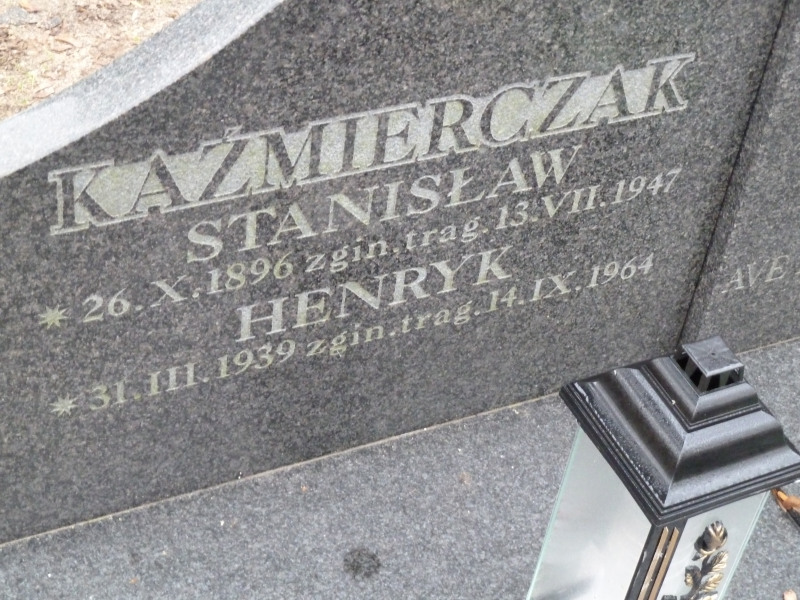 KAŹMIERCZAK
STANISŁAW
* 26.X.1896 zgin.trag.13.VII.1947
HENRYK
* 31.III.1939 zgin.trag.14.IX.1964
AVE